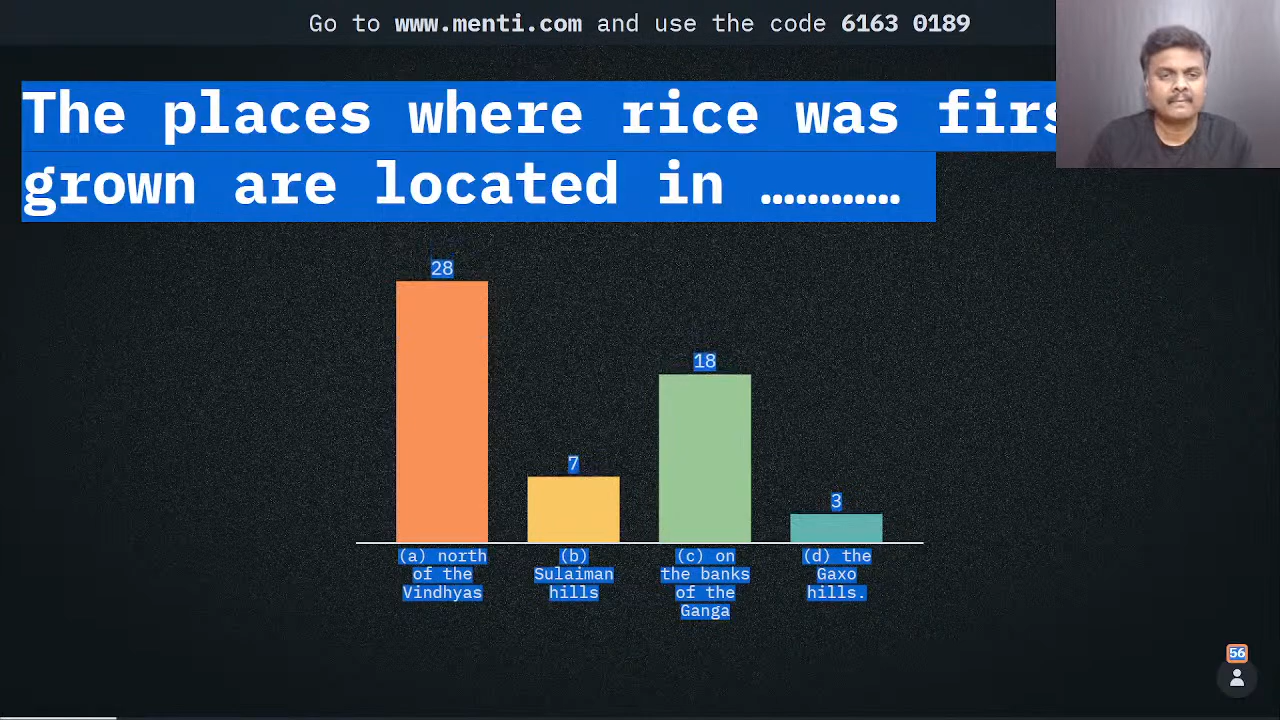 Go to www.menti.com and use the code 6163 0189
The places where rice was
grown are located in …………
28
7
18
3
(a) north
of the
Vindhyas
(b)
Sulaiman
hills
(c) on
the banks
of the
Ganga
(d) the
Gaxo
hills.
56